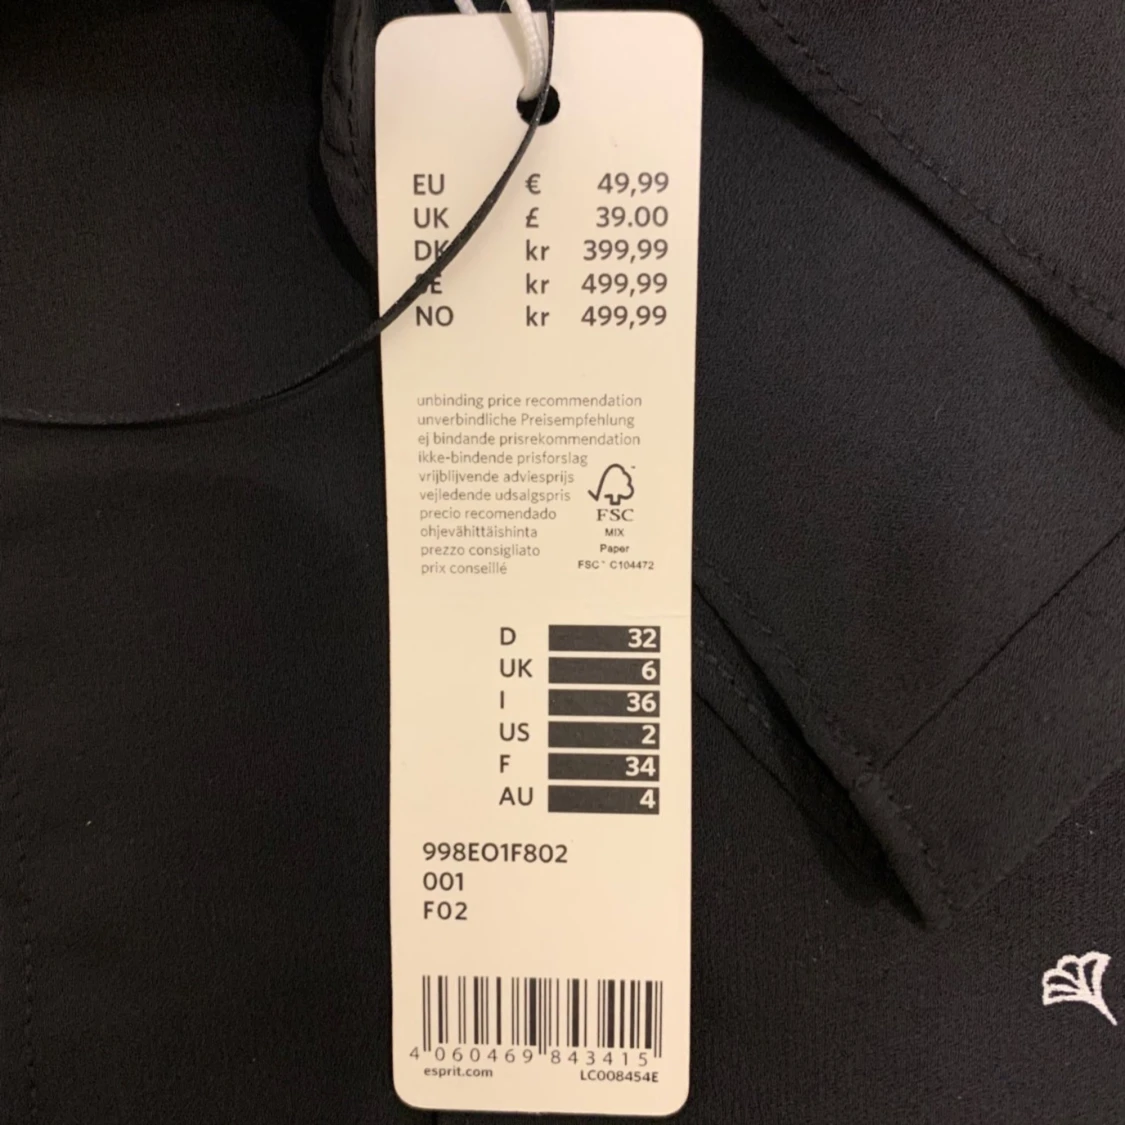 EU € 49,99
UK £ 39.00
DK kr 399,99
SE kr 499,99
NO kr 499,99
unbinding price recommendation
unverbindliche Preisempfehlung
ej bindande prisrekommendation
ikke-bindende prisforslag
vrijblijvende adviesprijs
vejledende udsalgspris
precio recomendado
ohjevähittäishinta
prezzo consigliato
prix conseillé
FSC
MIX
Paper
FSC™ C104472
D 32
UK 6
I 36
US 2
F 34
AU 4
998EO1F802
001
F02
4 060469 843415
esprit.com LC008454E